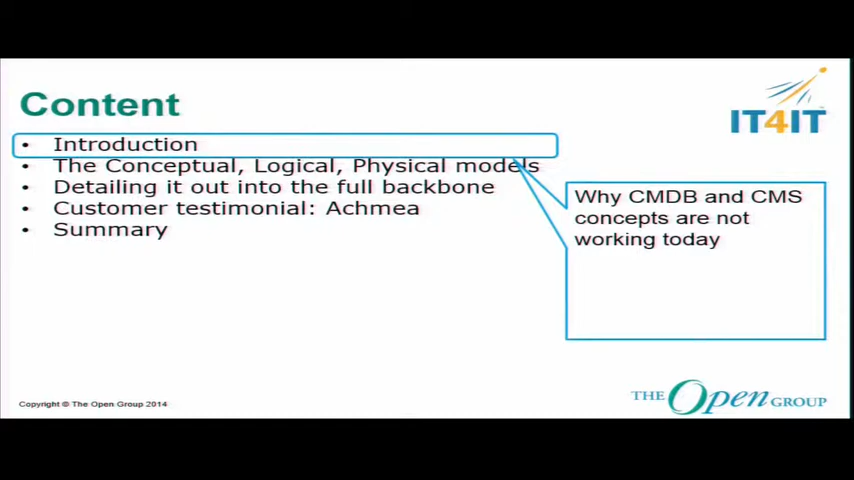 Content
IT4IT
• Introduction
• The Conceptual, Logical, Physical models
• Detailing it out into the full backbone
• Customer testimonial: Achmea
• Summary
Why CMDB and CMS
concepts are not
working today
Copyright © The Open Group 2014
THE Open GROUP